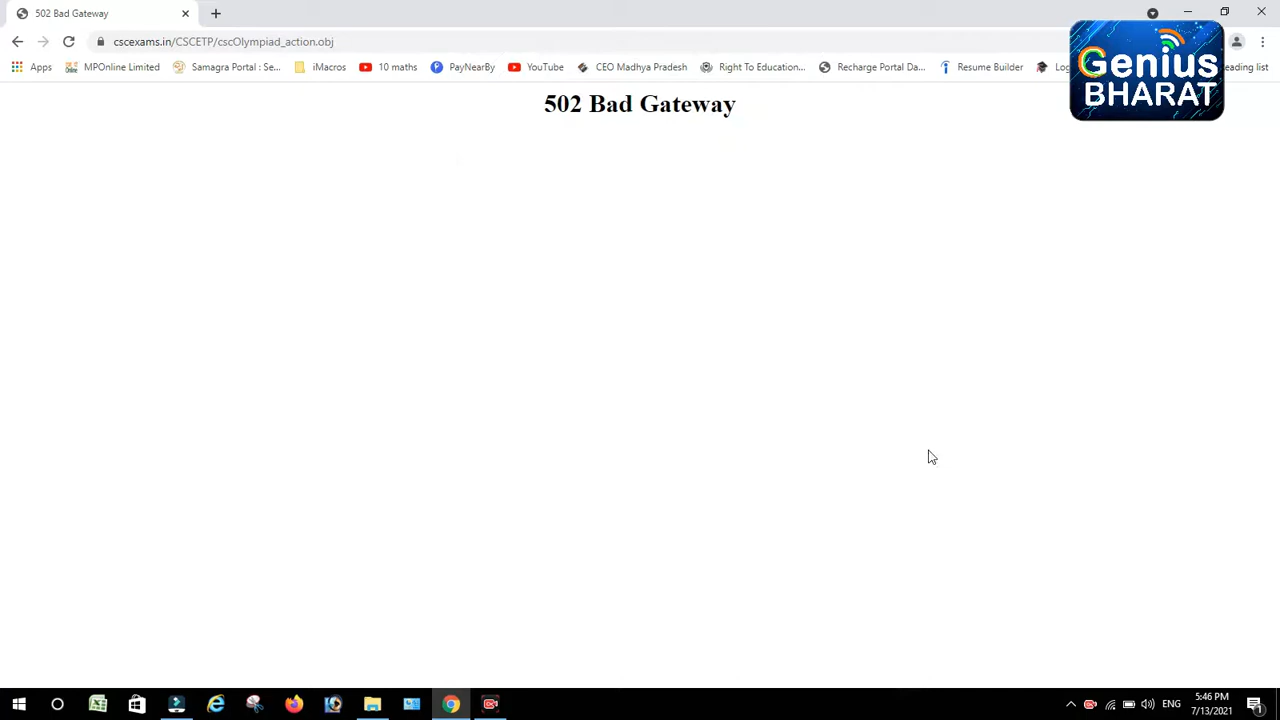 502 Bad Gateway
cscexams.in/CSCETP/cscOlympiad_action.obj
Apps MPOnline Limited Samagra Portal : Se... iMacros 10 maths PayNearBy YouTube CEO Madhya Pradesh Right To Education... Recharge Portal Da... Resume Builder
Genius
BHARAT
502 Bad Gateway
ENG
5:46 PM
7/13/2021